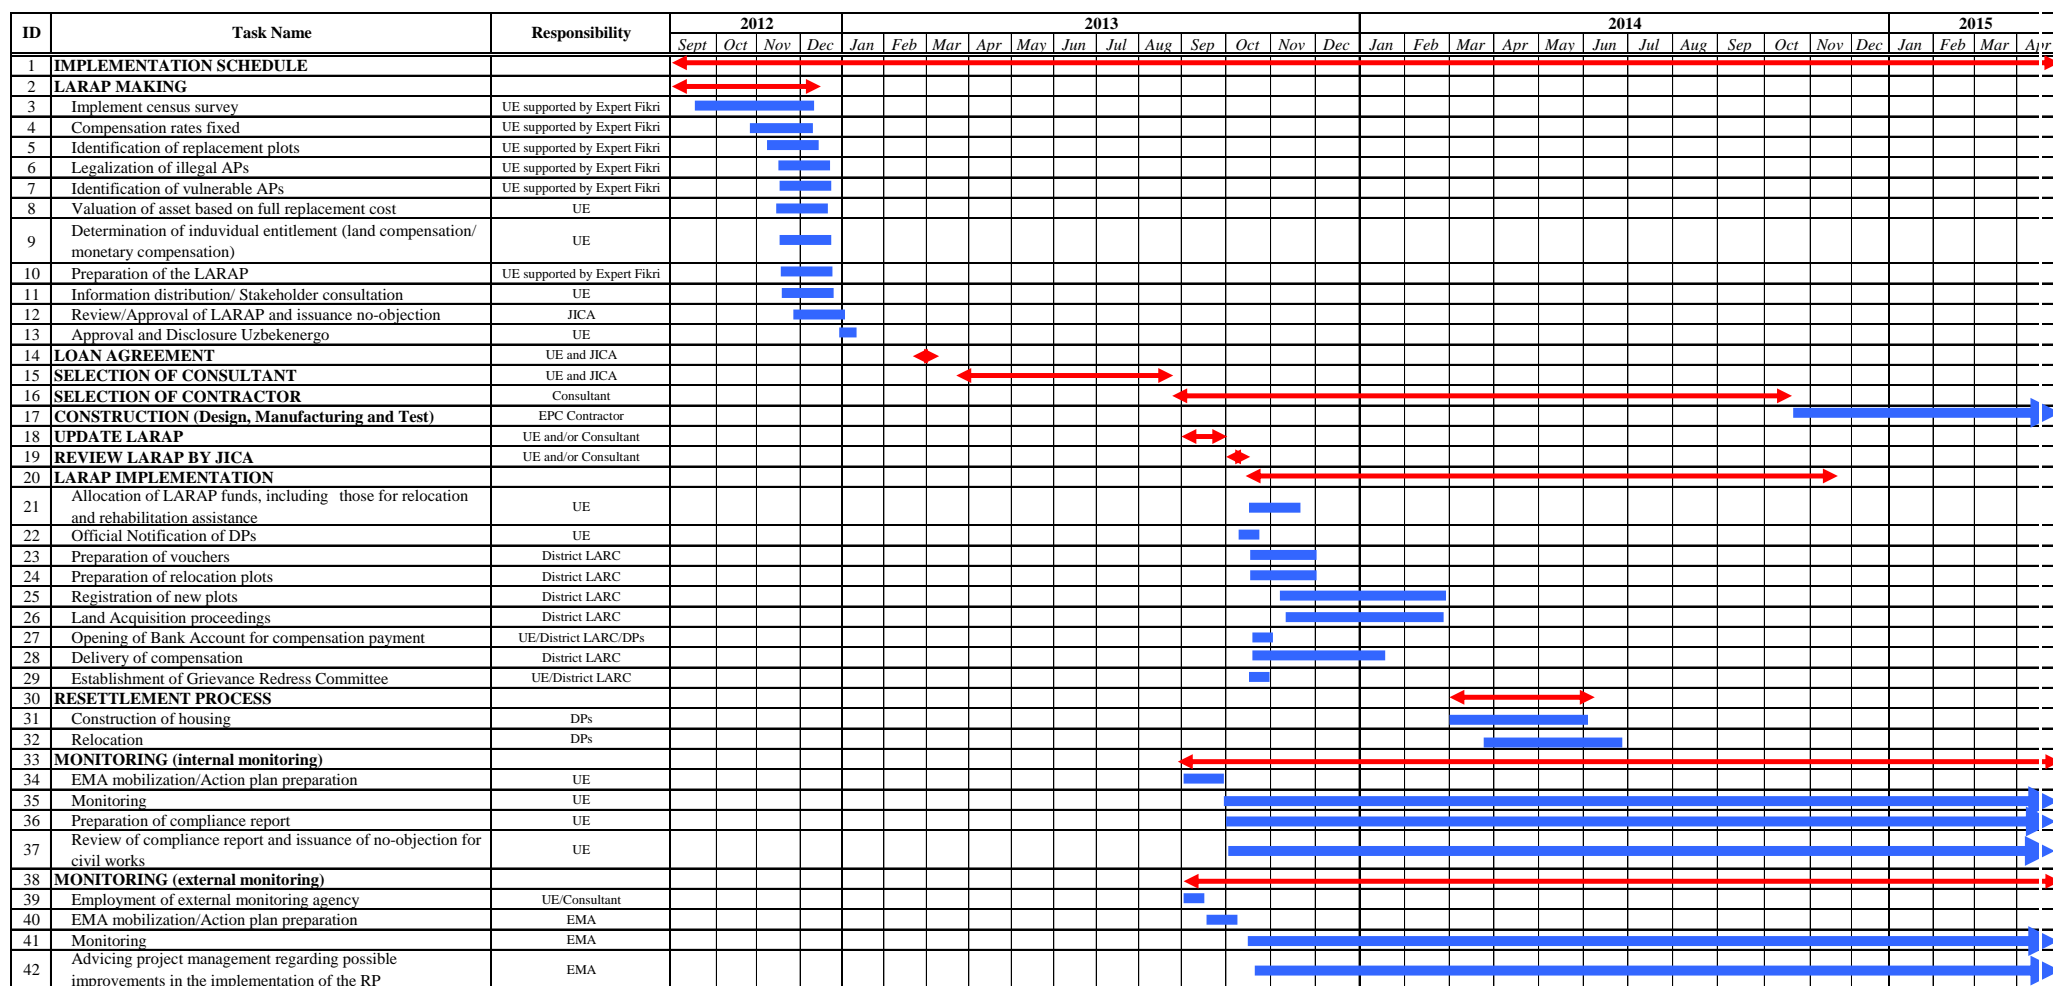 ID Task Name Responsibility 2012 2013 2014 2015
Sept Oct Nov Dec Jan Feb Mar Apr May Jun Jul Aug Sep Oct Nov Dec Jan Feb Mar Apr May Jun Jul Aug Sep Oct Nov Dec Jan Feb Mar Apr
1 IMPLEMENTATION SCHEDULE
2 LARAP MAKING
3 Implement census survey UE supported by Expert Fikri
4 Compensation rates fixed UE supported by Expert Fikri
5 Identification of replacement plots UE supported by Expert Fikri
6 Legalization of illegal APs UE supported by Expert Fikri
7 Identification of vulnerable APs UE supported by Expert Fikri
8 Valuation of asset based on full replacement cost UE
9 Determination of induvidual entitlement (land compensation/ UE
monetary compensation)
10 Preparation of the LARAP UE supported by Expert Fikri
11 Information distribution/ Stakeholder consultation UE
12 Review/Approval of LARAP and issuance no-objection JICA
13 Approval and Disclosure Uzbekenergo UE
14 LOAN AGREEMENT UE and JICA
15 SELECTION OF CONSULTANT UE and JICA
16 SELECTION OF CONTRACTOR Consultant
17 CONSTRUCTION (Design, Manufacturing and Test) EPC Contractor
18 UPDATE LARAP UE and/or Consultant
19 REVIEW LARAP BY JICA UE and/or Consultant
20 LARAP IMPLEMENTATION
21 Allocation of LARAP funds, including those for relocation UE
and rehabilitation assistance
22 Official Notification of DPs UE
23 Preparation of vouchers District LARC
24 Preparation of relocation plots District LARC
25 Registration of new plots District LARC
26 Land Acquisition proceedings District LARC
27 Opening of Bank Account for compensation payment UE/District LARC/DPs
28 Delivery of compensation District LARC
29 Establishment of Grievance Redress Committee UE/District LARC
30 RESETTLEMENT PROCESS
31 Construction of housing DPs
32 Relocation DPs
33 MONITORING (internal monitoring)
34 EMA mobilization/Action plan preparation UE
35 Monitoring UE
36 Preparation of compliance report UE
37 Review of compliance report and issuance of no-objection for UE
civil works
38 MONITORING (external monitoring)
39 Employment of external monitoring agency UE/Consultant
40 EMA mobilization/Action plan preparation EMA
41 Monitoring EMA
42 Advicing project management regarding possible EMA
improvements in the implementation of the RP